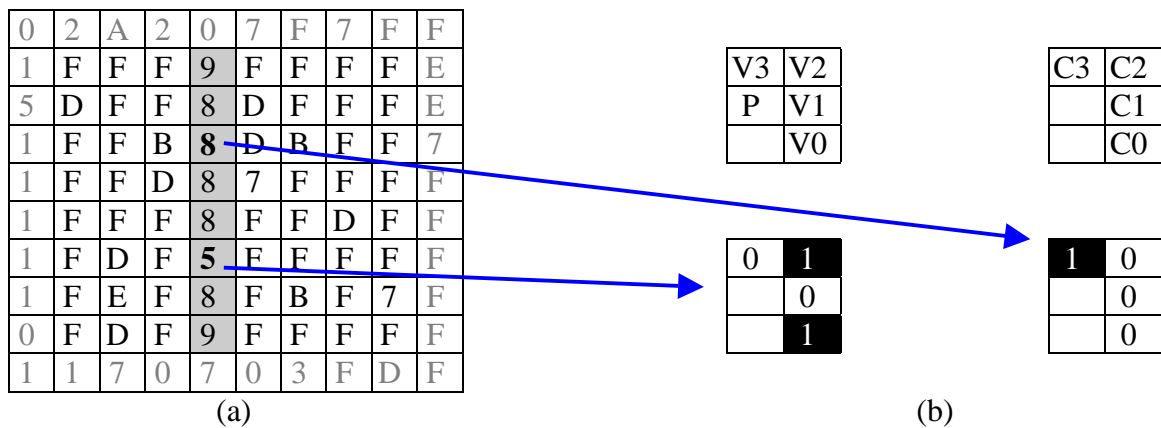 0 2 A 2 0 7 F 7 F F
1 F F F 9 F F F F E
5 D F F 8 D F F F E
1 F F B 8 D B F F 7
1 F F D 8 7 F F F F
1 F F F 8 F F D F F
1 F D F 5 F F F F F
1 F E F 8 F B F 7 F
0 F D F 9 F F F F F
1 1 7 0 7 0 3 F D F
(a)
V3 V2
P V1
V0
C3 C2
C1
C0
0 1
0
1
1 0
0
0
(b)